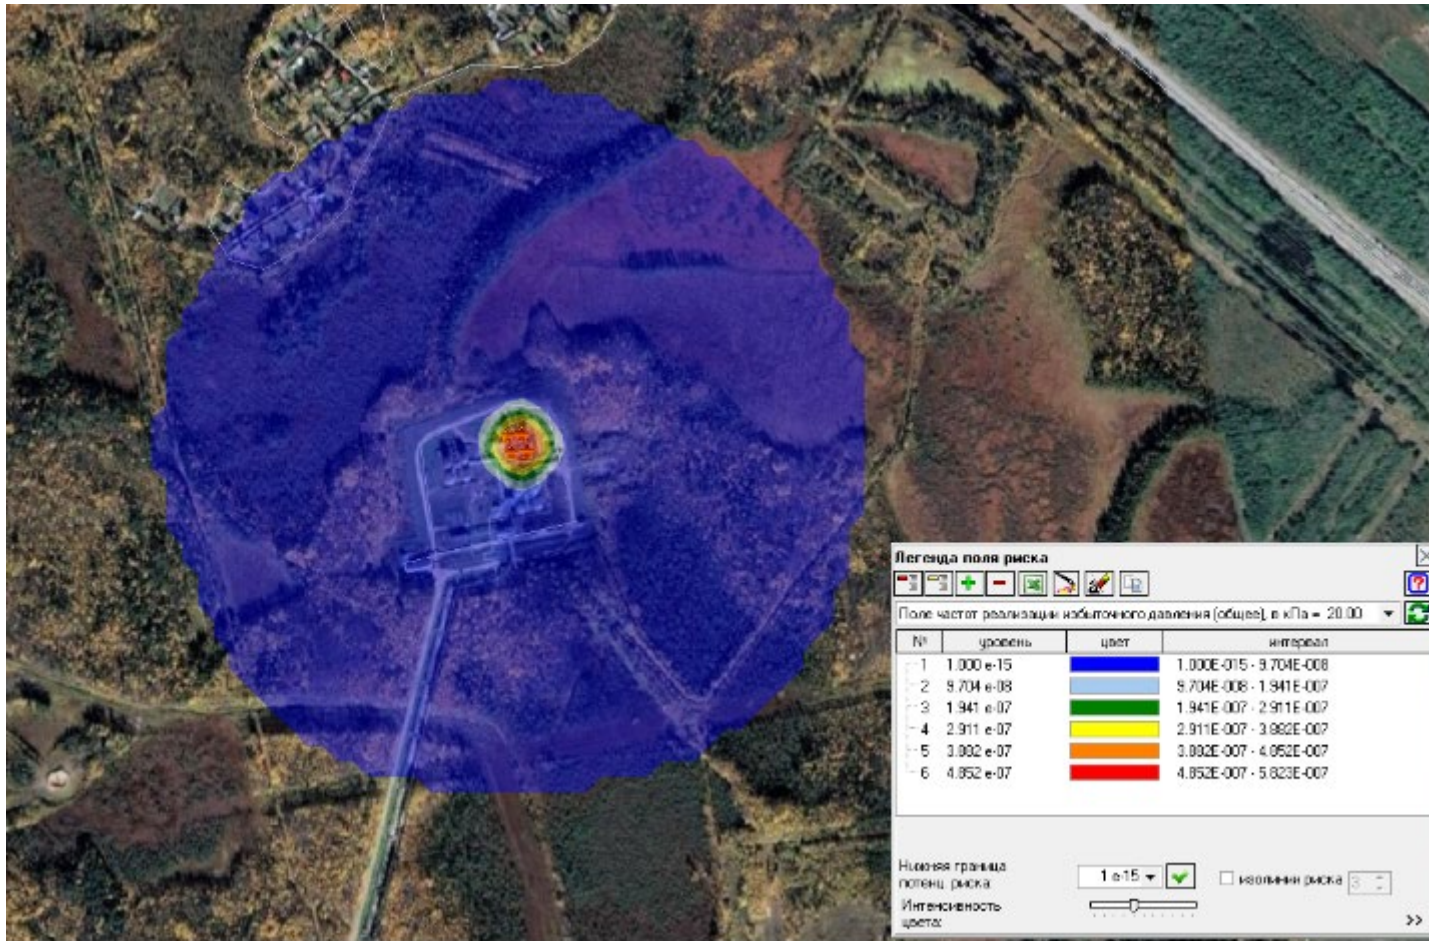 Легенда поля риска
Поле частот реализации избыточного давления (общее), в кПа = 20.00
№ уровень цвет интервал
1 1.000 e-15 1.000E-015 - 9.704E-008
2 9.704 e-08 9.704E-008 - 1.941E-007
3 1.941 e-07 1.941E-007 - 2.911E-007
4 2.911 e-07 2.911E-007 - 3.882E-007
5 3.882 e-07 3.882E-007 - 4.852E-007
6 4.852 e-07 4.852E-007 - 5.823E-007
Нижняя граница
потенц. риска:
1 e-15
изолинии риска 3
Интенсивность
цвета:
>>